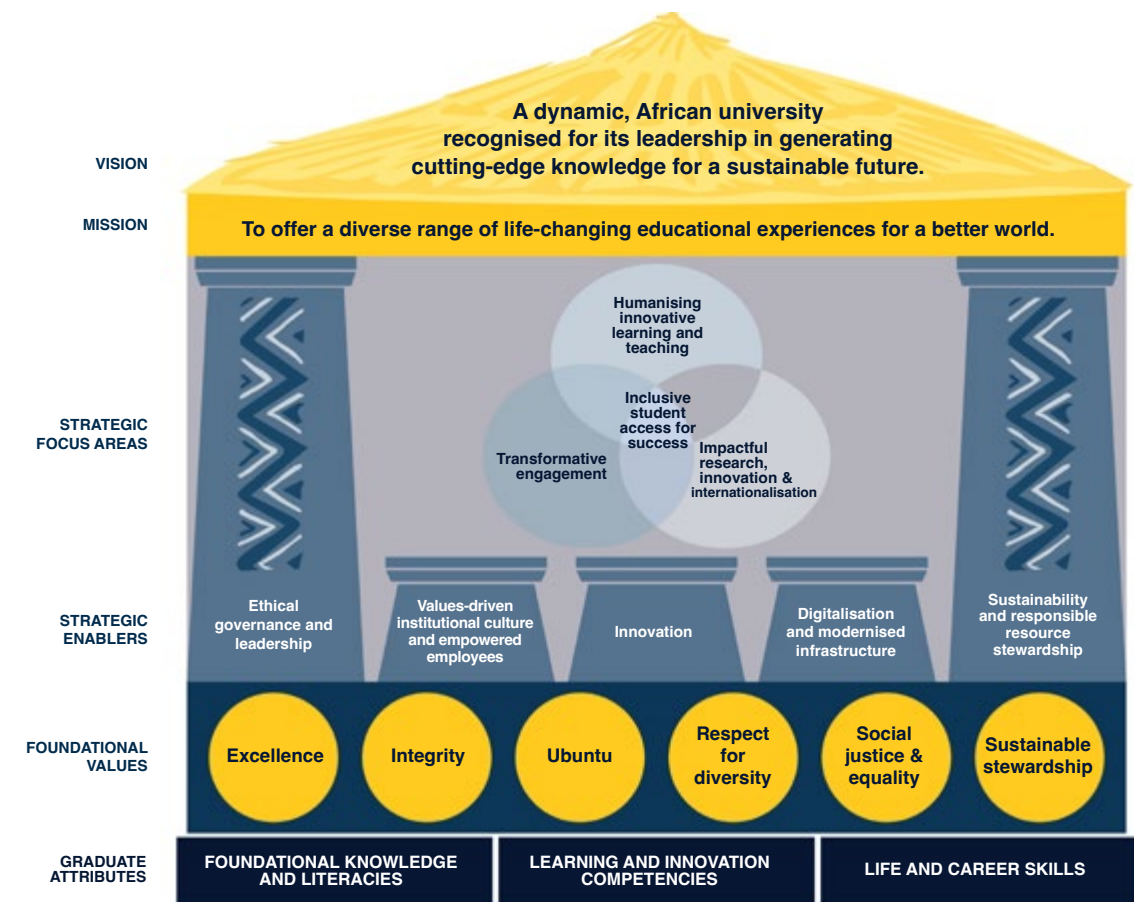 A dynamic, African university
recognised for its leadership in generating
cutting-edge knowledge for a sustainable future.
VISION
MISSION
To offer a diverse range of life-changing educational experiences for a better world.
STRATEGIC
FOCUS AREAS
Humanising
innovative
learning and
teaching
Inclusive
student
access for
success
Transformative
engagement
Impactful
research,
innovation &
internationalisation
STRATEGIC
ENABLERS
Ethical
governance and
leadership
Values-driven
institutional culture
and empowered
employees
Innovation
Digitalisation
and modernised
infrastructure
Sustainability
and responsible
resource
stewardship
FOUNDATIONAL
VALUES
Excellence
Integrity
Ubuntu
Respect
for
diversity
Social
justice &
equality
Sustainable
stewardship
GRADUATE
ATTRIBUTES
FOUNDATIONAL KNOWLEDGE
AND LITERACIES
LEARNING AND INNOVATION
COMPETENCIES
LIFE AND CAREER SKILLS